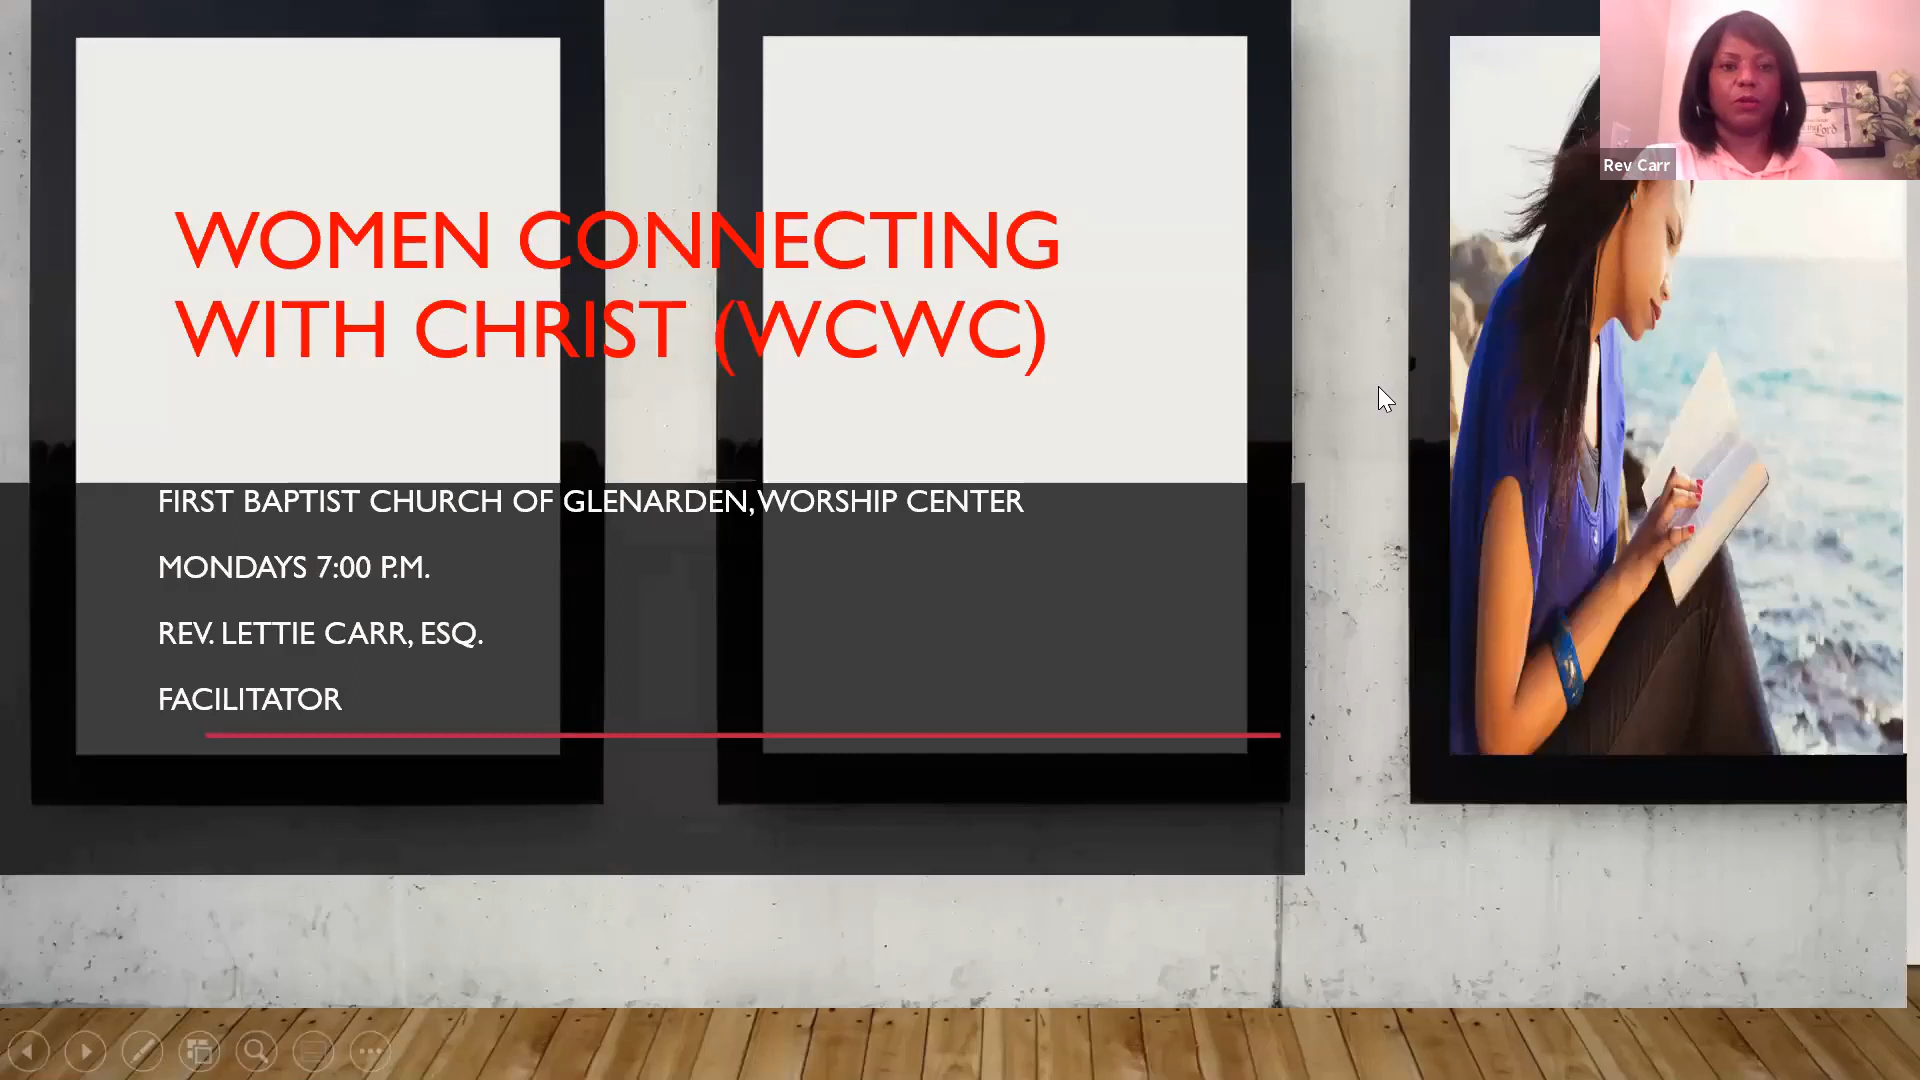 WOMEN CONNECTING
WITH CHRIST (WCWC)
FIRST BAPTIST CHURCH OF GLENARDEN, WORSHIP CENTER
MONDAYS 7:00 P.M.
REV. LETTIE CARR, ESQ.
FACILITATOR
Rev Carr
Lord